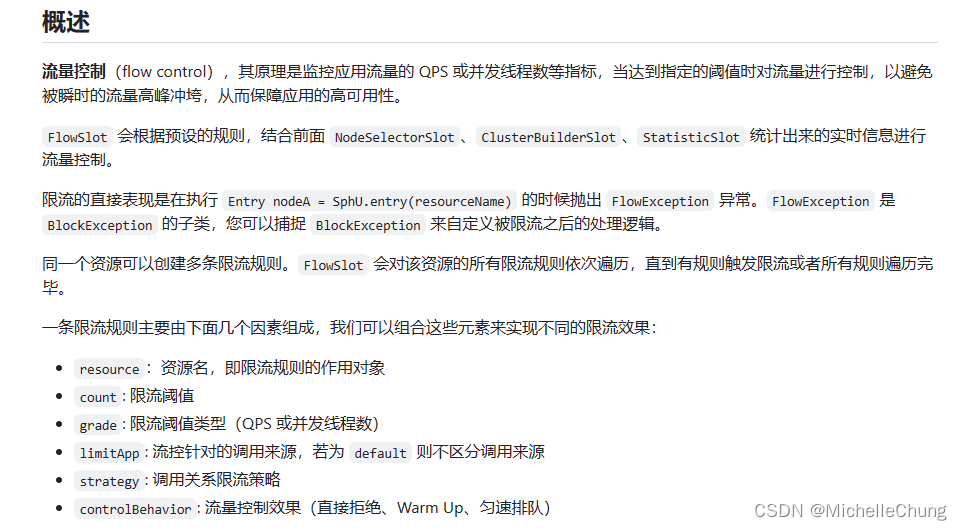 概述
流量控制（flow control），其原理是监控应用流量的 QPS 或并发线程数等指标，当达到指定的阈值时对流量进行控制，以避免
被瞬时的流量高峰冲垮，从而保障应用的高可用性。
FlowSlot 会根据预设的规则，结合前面 NodeSelectorSlot、ClusterBuilderSlot、StatisticSlot 统计出来的实时信息进行
流量控制。
限流的直接表现是在执行 Entry nodeA = SphU.entry(resourceName) 的时候抛出 FlowException 异常。FlowException 是
BlockException 的子类，您可以捕捉 BlockException 来自定义被限流之后的处理逻辑。
同一个资源可以创建多条限流规则。FlowSlot 会对该资源的所有限流规则依次遍历，直到有规则触发限流或者所有规则遍历完
毕。
一条限流规则主要由下面几个因素组成，我们可以组合这些元素来实现不同的限流效果：
• resource：资源名，即限流规则的作用对象
• count: 限流阈值
• grade: 限流阈值类型（QPS 或并发线程数）
• limitApp: 流控针对的调用来源，若为 default 则不区分调用来源
• strategy: 调用关系限流策略
• controlBehavior: 流量控制效果（直接拒绝、Warm Up、匀速排队）
CSDN @MichelleChung